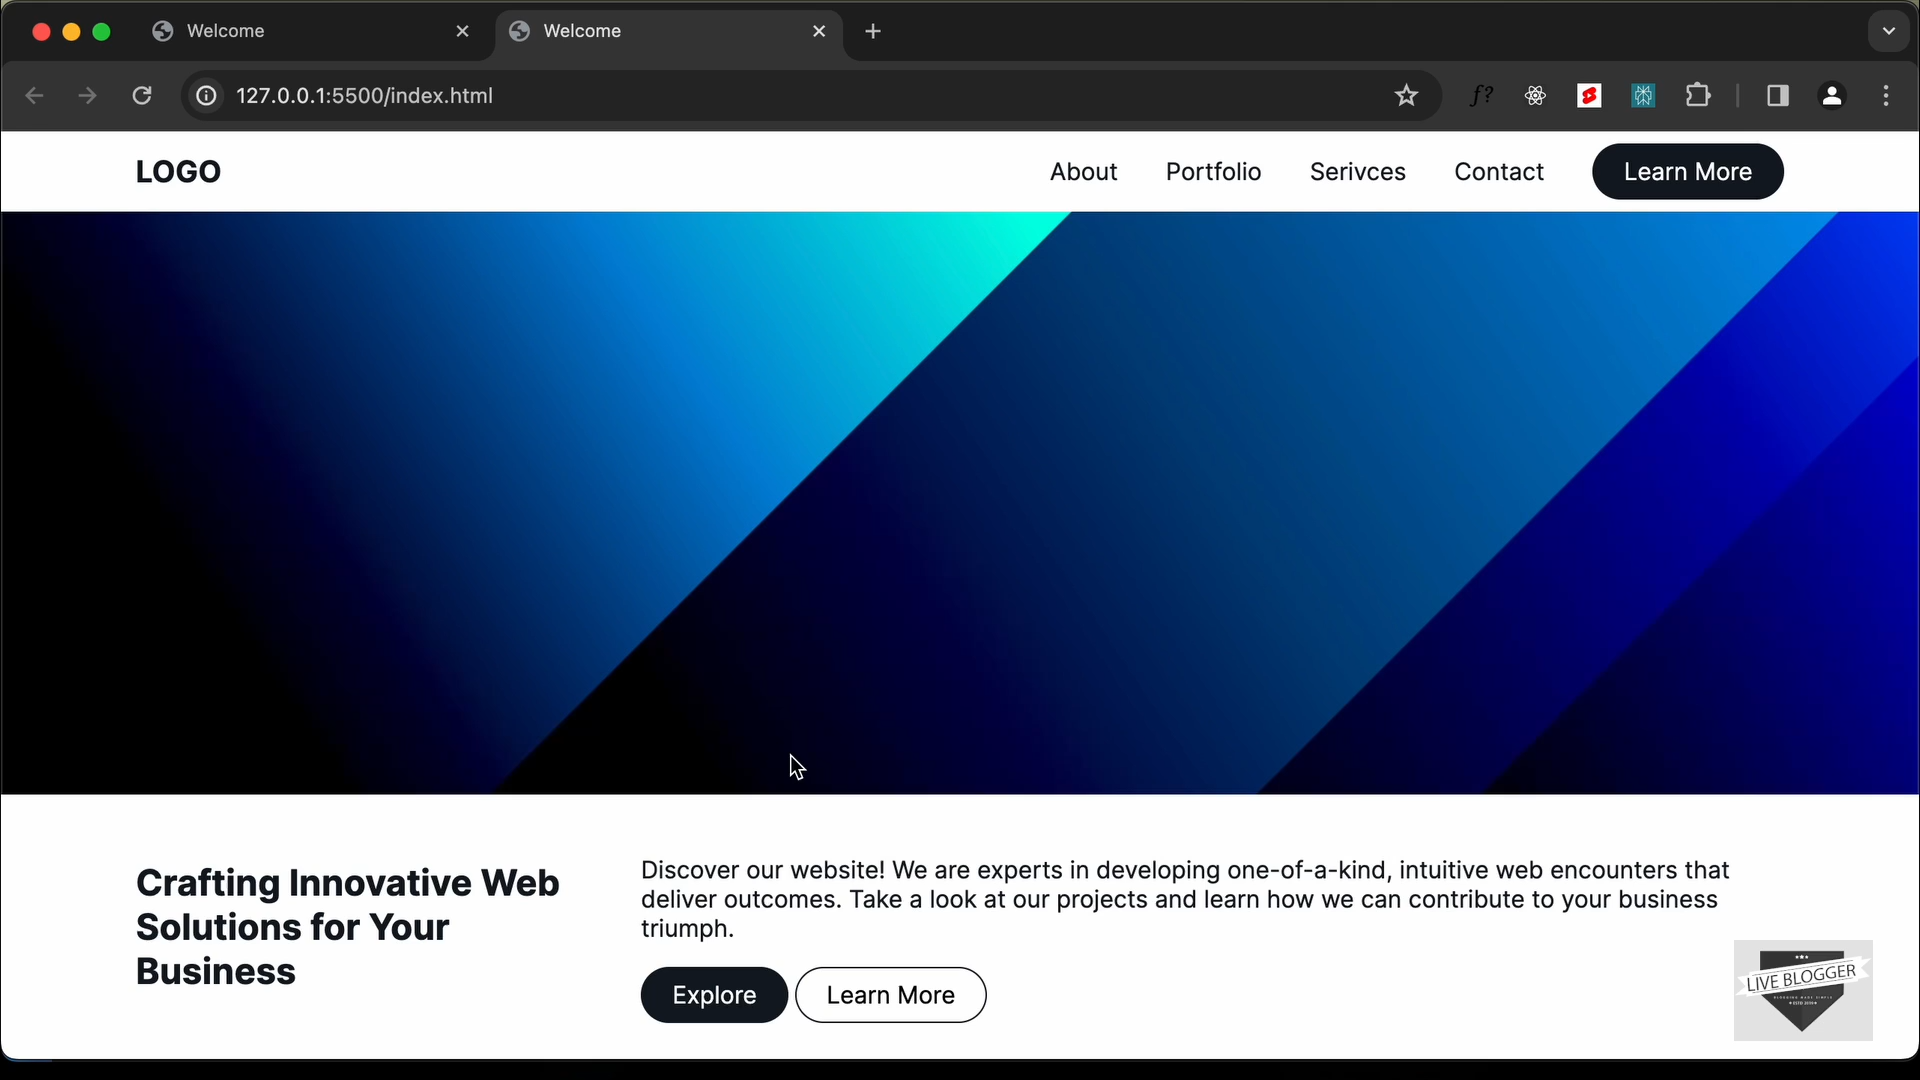 Welcome
Welcome
127.0.0.1:5500/index.html
f?
LOGO
About
Portfolio
Serivces
Contact
Learn More
Crafting Innovative Web
Solutions for Your
Business
Discover our website! We are experts in developing one-of-a-kind, intuitive web encounters that
deliver outcomes. Take a look at our projects and learn how we can contribute to your business
triumph.
Explore
Learn More
LIVE BLOGGER